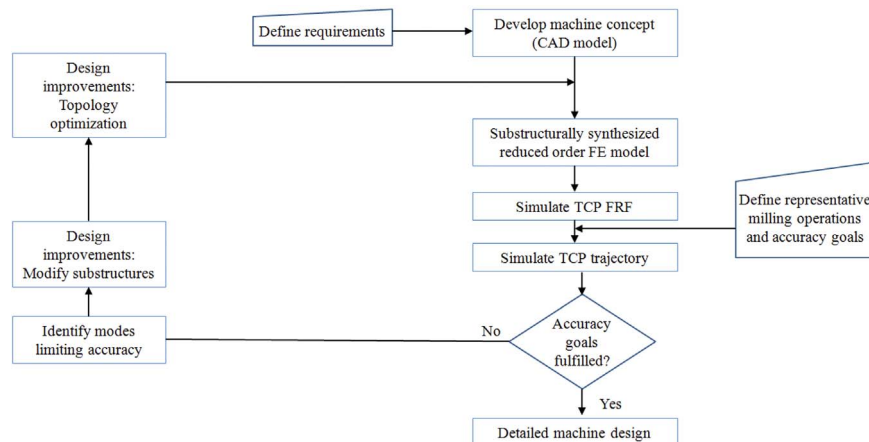 Define requirements
Develop machine concept
(CAD model)
Design
improvements:
Topology
optimization
Substructurally synthesized
reduced order FE model
Simulate TCP FRF
Define representative
milling operations
and accuracy goals
Design
improvements:
Modify substructures
Simulate TCP trajectory
Identify modes
limiting accuracy
No
Accuracy
goals
fulfilled?
Yes
Detailed machine design